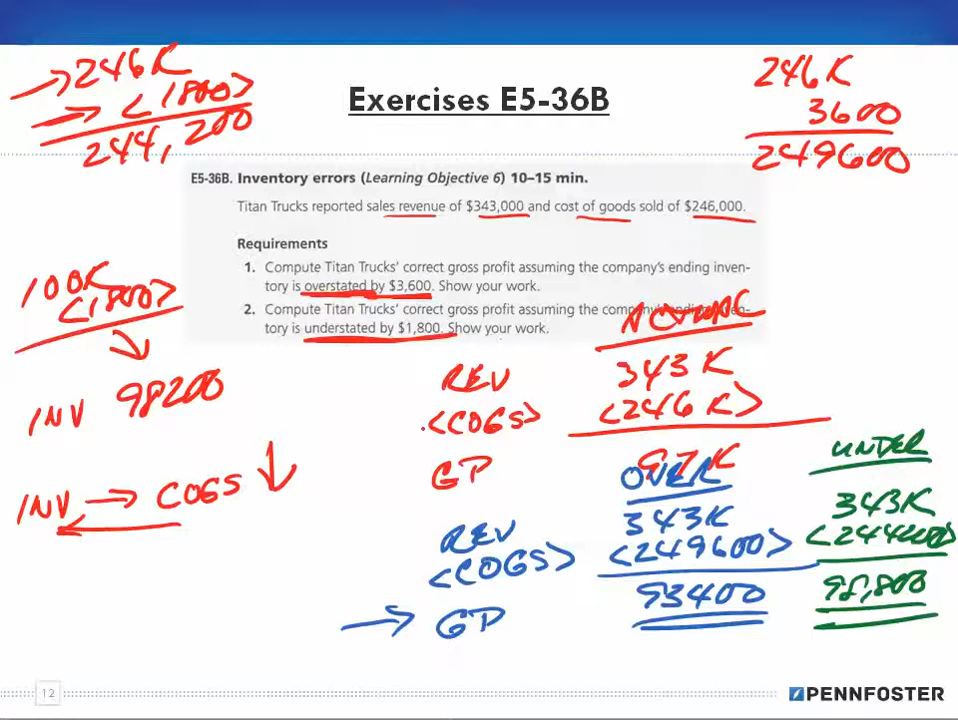 246K
<1800>
244,200
Exercises E5-36B
246K
3600
249600
E5-36B. Inventory errors (Learning Objective 6) 10–15 min.
Titan Trucks reported sales revenue of $343,000 and cost of goods sold of $246,000.
Requirements
1. Compute Titan Trucks' correct gross profit assuming the company's ending inven-
tory is overstated by $3,600. Show your work.
2. Compute Titan Trucks' correct gross profit assuming the company's ending inven-
tory is understated by $1,800. Show your work.
100K
<1800>
INV 98200
INV → COGS ↓
REV 343K
<COGS> <246K>
GP 97K
OVER
REV 343K
<COGS> <249600>
GP 93400
UNDER
343K
98,800
12
PENNFOSTER